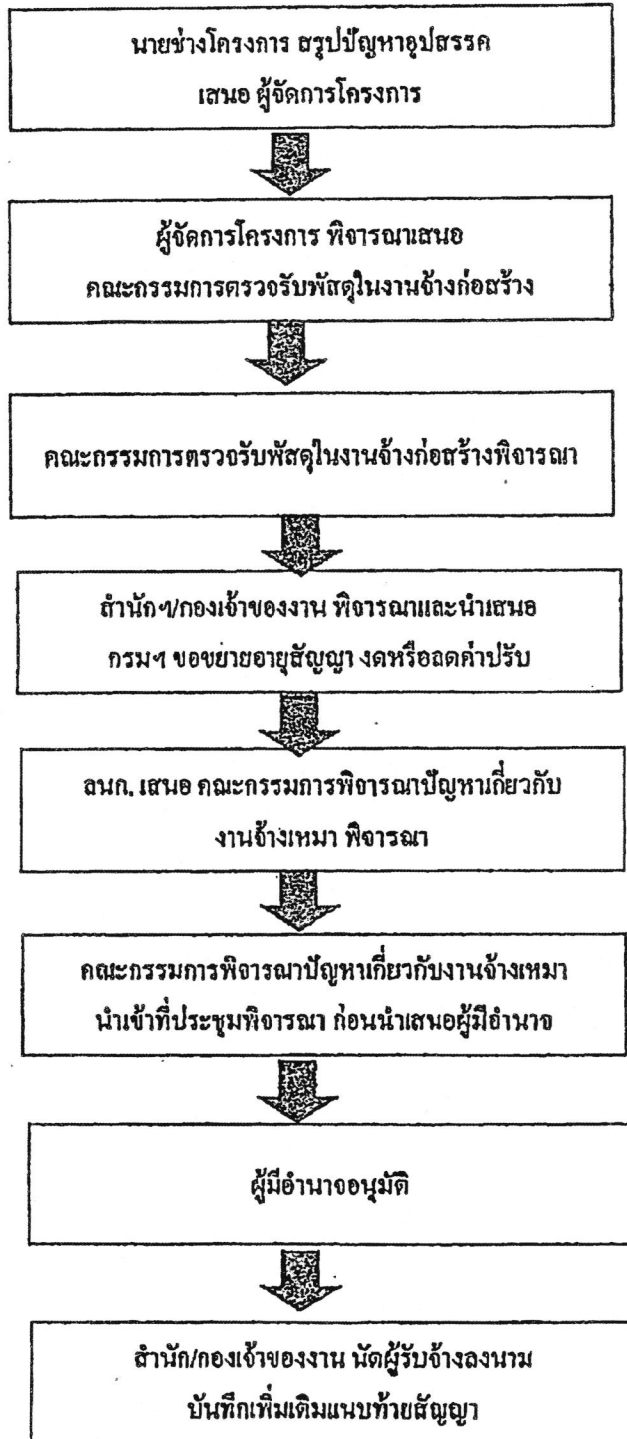 นายช่างโครงการ สรุปปัญหาอุปสรรค
เสนอ ผู้จัดการโครงการ
ผู้จัดการโครงการ พิจารณาเสนอ
คณะกรรมการตรวจรับพัสดุในงานจ้างก่อสร้าง
คณะกรรมการตรวจรับพัสดุในงานจ้างก่อสร้างพิจารณา
สำนักฯ/กองเจ้าของงาน พิจารณาและนำเสนอ
กรมฯ ขอขยายอายุสัญญา งดหรือลดค่าปรับ
ลนก. เสนอ คณะกรรมการพิจารณาปัญหาเกี่ยวกับ
งานจ้างเหมา พิจารณา
คณะกรรมการพิจารณาปัญหาเกี่ยวกับงานจ้างเหมา
นำเข้าที่ประชุมพิจารณา ก่อนนำเสนอผู้มีอำนาจ
ผู้มีอำนาจอนุมัติ
สำนัก/กองเจ้าของงาน นัดผู้รับจ้างลงนาม
บันทึกเพิ่มเติมแนบท้ายสัญญา